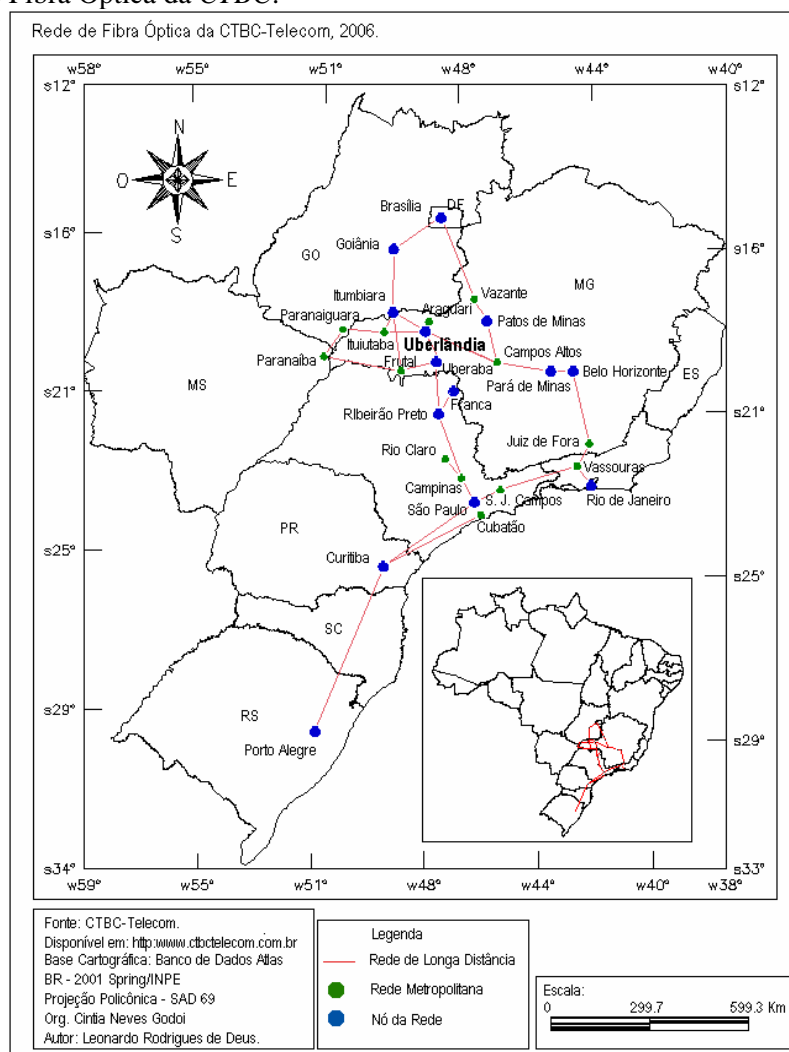 Fibra Óptica da CTBC.
Rede de Fibra Óptica da CTBC-Telecom, 2006.
w58° w55° w51° w48° w44° w40°
s12° s12°
N
O E
S
Brasília DF
s16° Goiânia GO s16°
MG
Itumbiara Vazante
Paranaiguara Araguari
Patos de Minas
Ituiutaba Uberlândia
Campos Altos
Paranaíba Frutal Uberaba
Pará de Minas Belo Horizonte
MS ES
s21° Franca s21°
RIbeirão Preto
Juiz de Fora
Rio Claro
Vassouras
Campinas S. J. Campos Rio de Janeiro
São Paulo
Cubatão
PR
s25° Curitiba s25°
SC
s29° RS s29°
Porto Alegre
s34° s33°
w59° w55° w51° w48° w44° w40° w38°
Fonte: CTBC-Telecom.
Disponível em: http:www.ctbctelecom.com.br
Base Cartográfica: Banco de Dados Atlas
BR - 2001 Spring/INPE
Projeção Policônica - SAD 69
Org. Cintia Neves Godoi
Autor: Leonardo Rodrigues de Deus.
Legenda
Rede de Longa Distância
Rede Metropolitana
Nó da Rede
Escala:
0 299.7 599.3 Km